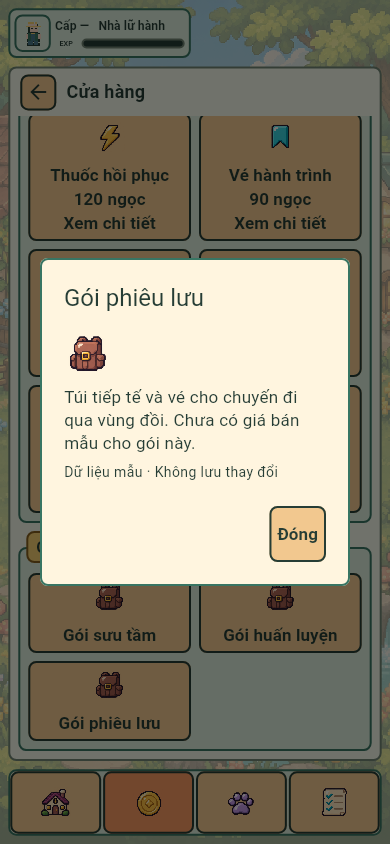 Cấp — Nhà lữ hành
EXP
Cửa hàng
Thuốc hồi phục
120 ngọc
Xem chi tiết
Vé hành trình
90 ngọc
Xem chi tiết
Gói phiêu lưu
Túi tiếp tế và vé cho chuyến đi
qua vùng đồi. Chưa có giá bán
mẫu cho gói này.
Dữ liệu mẫu · Không lưu thay đổi
Đóng
Gói sưu tầm
Gói huấn luyện
Gói phiêu lưu